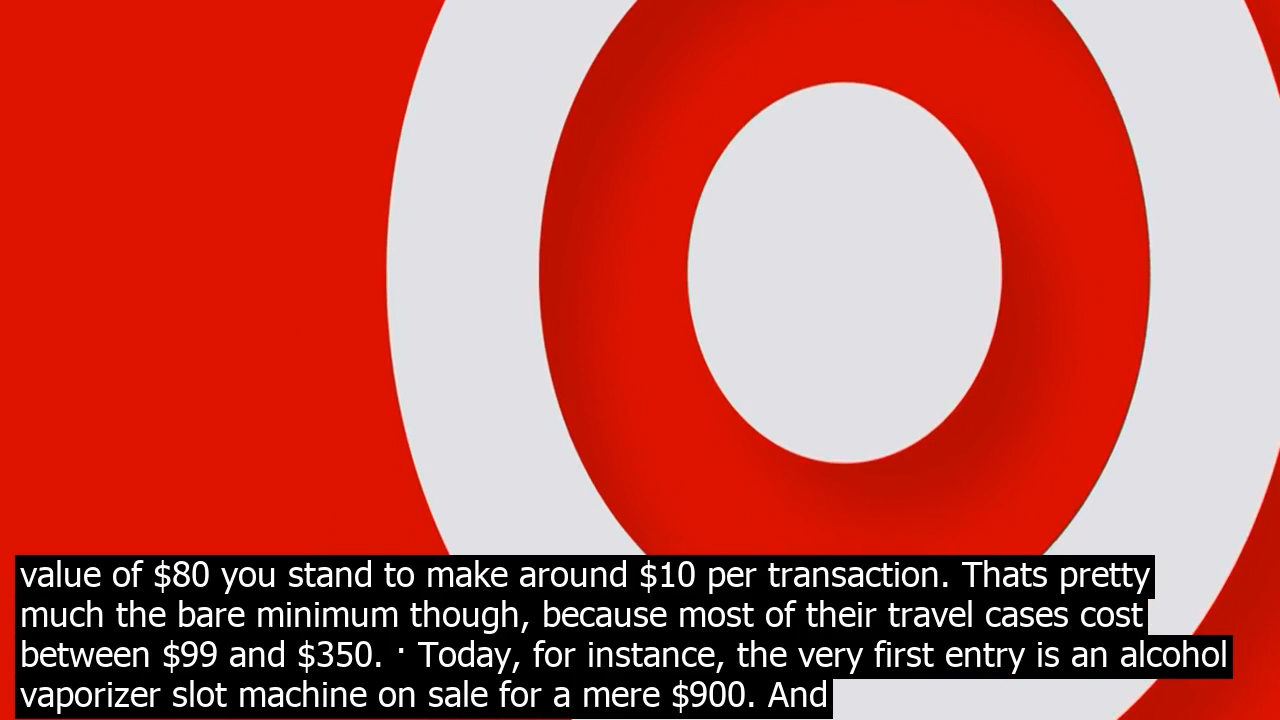 value of $80 you stand to make around $10 per transaction. Thats pretty
much the bare minimum though, because most of their travel cases cost
between $99 and $350. · Today, for instance, the very first entry is an alcohol
vaporizer slot machine on sale for a mere $900. And